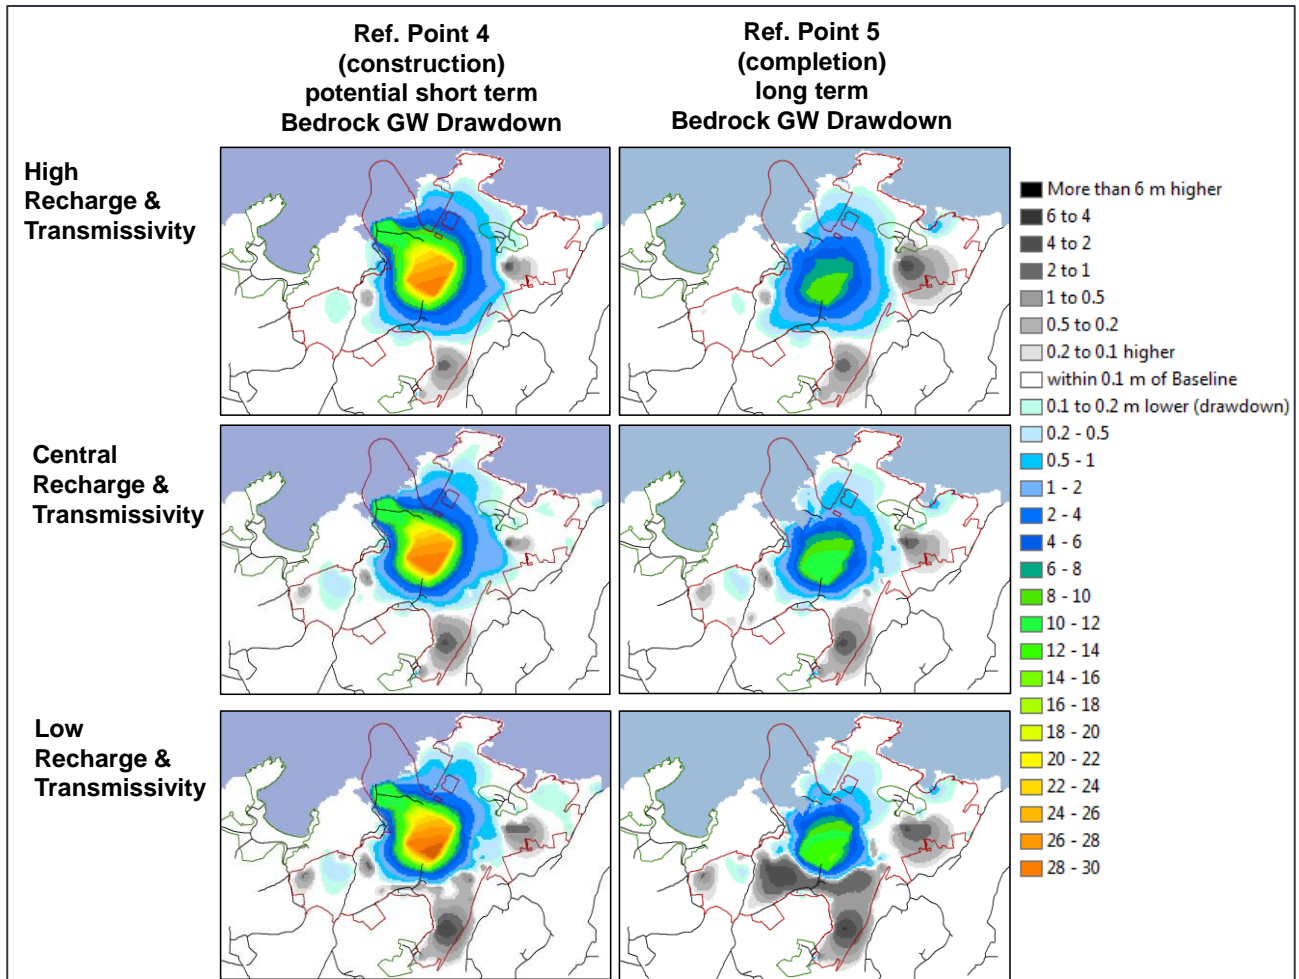 Ref. Point 4
(construction)
potential short term
Bedrock GW Drawdown
Ref. Point 5
(completion)
long term
Bedrock GW Drawdown
High
Recharge &
Transmissivity
Central
Recharge &
Transmissivity
Low
Recharge &
Transmissivity
More than 6 m higher
6 to 4
4 to 2
2 to 1
1 to 0.5
0.5 to 0.2
0.2 to 0.1 higher
within 0.1 m of Baseline
0.1 to 0.2 m lower (drawdown)
0.2 - 0.5
0.5 - 1
1 - 2
2 - 4
4 - 6
6 - 8
8 - 10
10 - 12
12 - 14
14 - 16
16 - 18
18 - 20
20 - 22
22 - 24
24 - 26
26 - 28
28 - 30